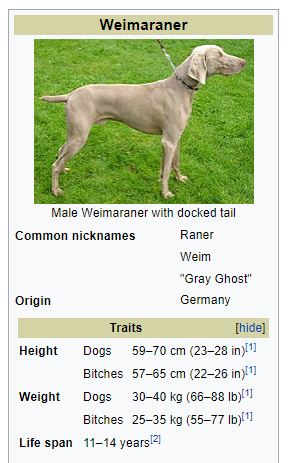 Weimaraner
Male Weimaraner with docked tail
Common nicknames Raner
Weim
"Gray Ghost"
Origin Germany
Traits [hide]
Height Dogs 59–70 cm (23–28 in)[1]
Bitches 57–65 cm (22–26 in)[1]
Weight Dogs 30–40 kg (66–88 lb)[1]
Bitches 25–35 kg (55–77 lb)[1]
Life span 11–14 years[2]